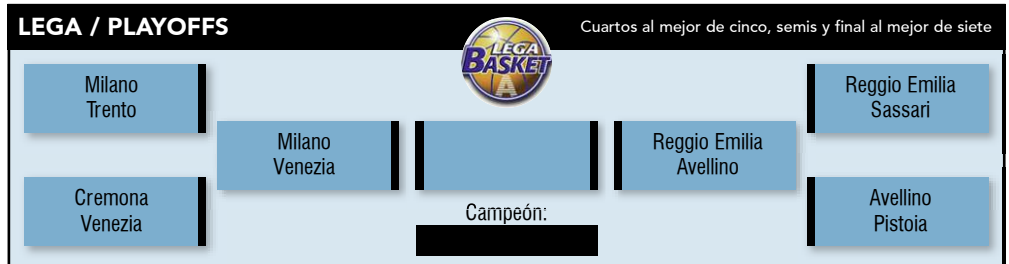 LEGA / PLAYOFFS
Cuartos al mejor de cinco, semis y final al mejor de siete
LEGA
BASKET
A
Milano
Trento
Reggio Emilia
Sassari
Milano
Venezia
Reggio Emilia
Avellino
Cremona
Venezia
Campeón:
Avellino
Pistoia